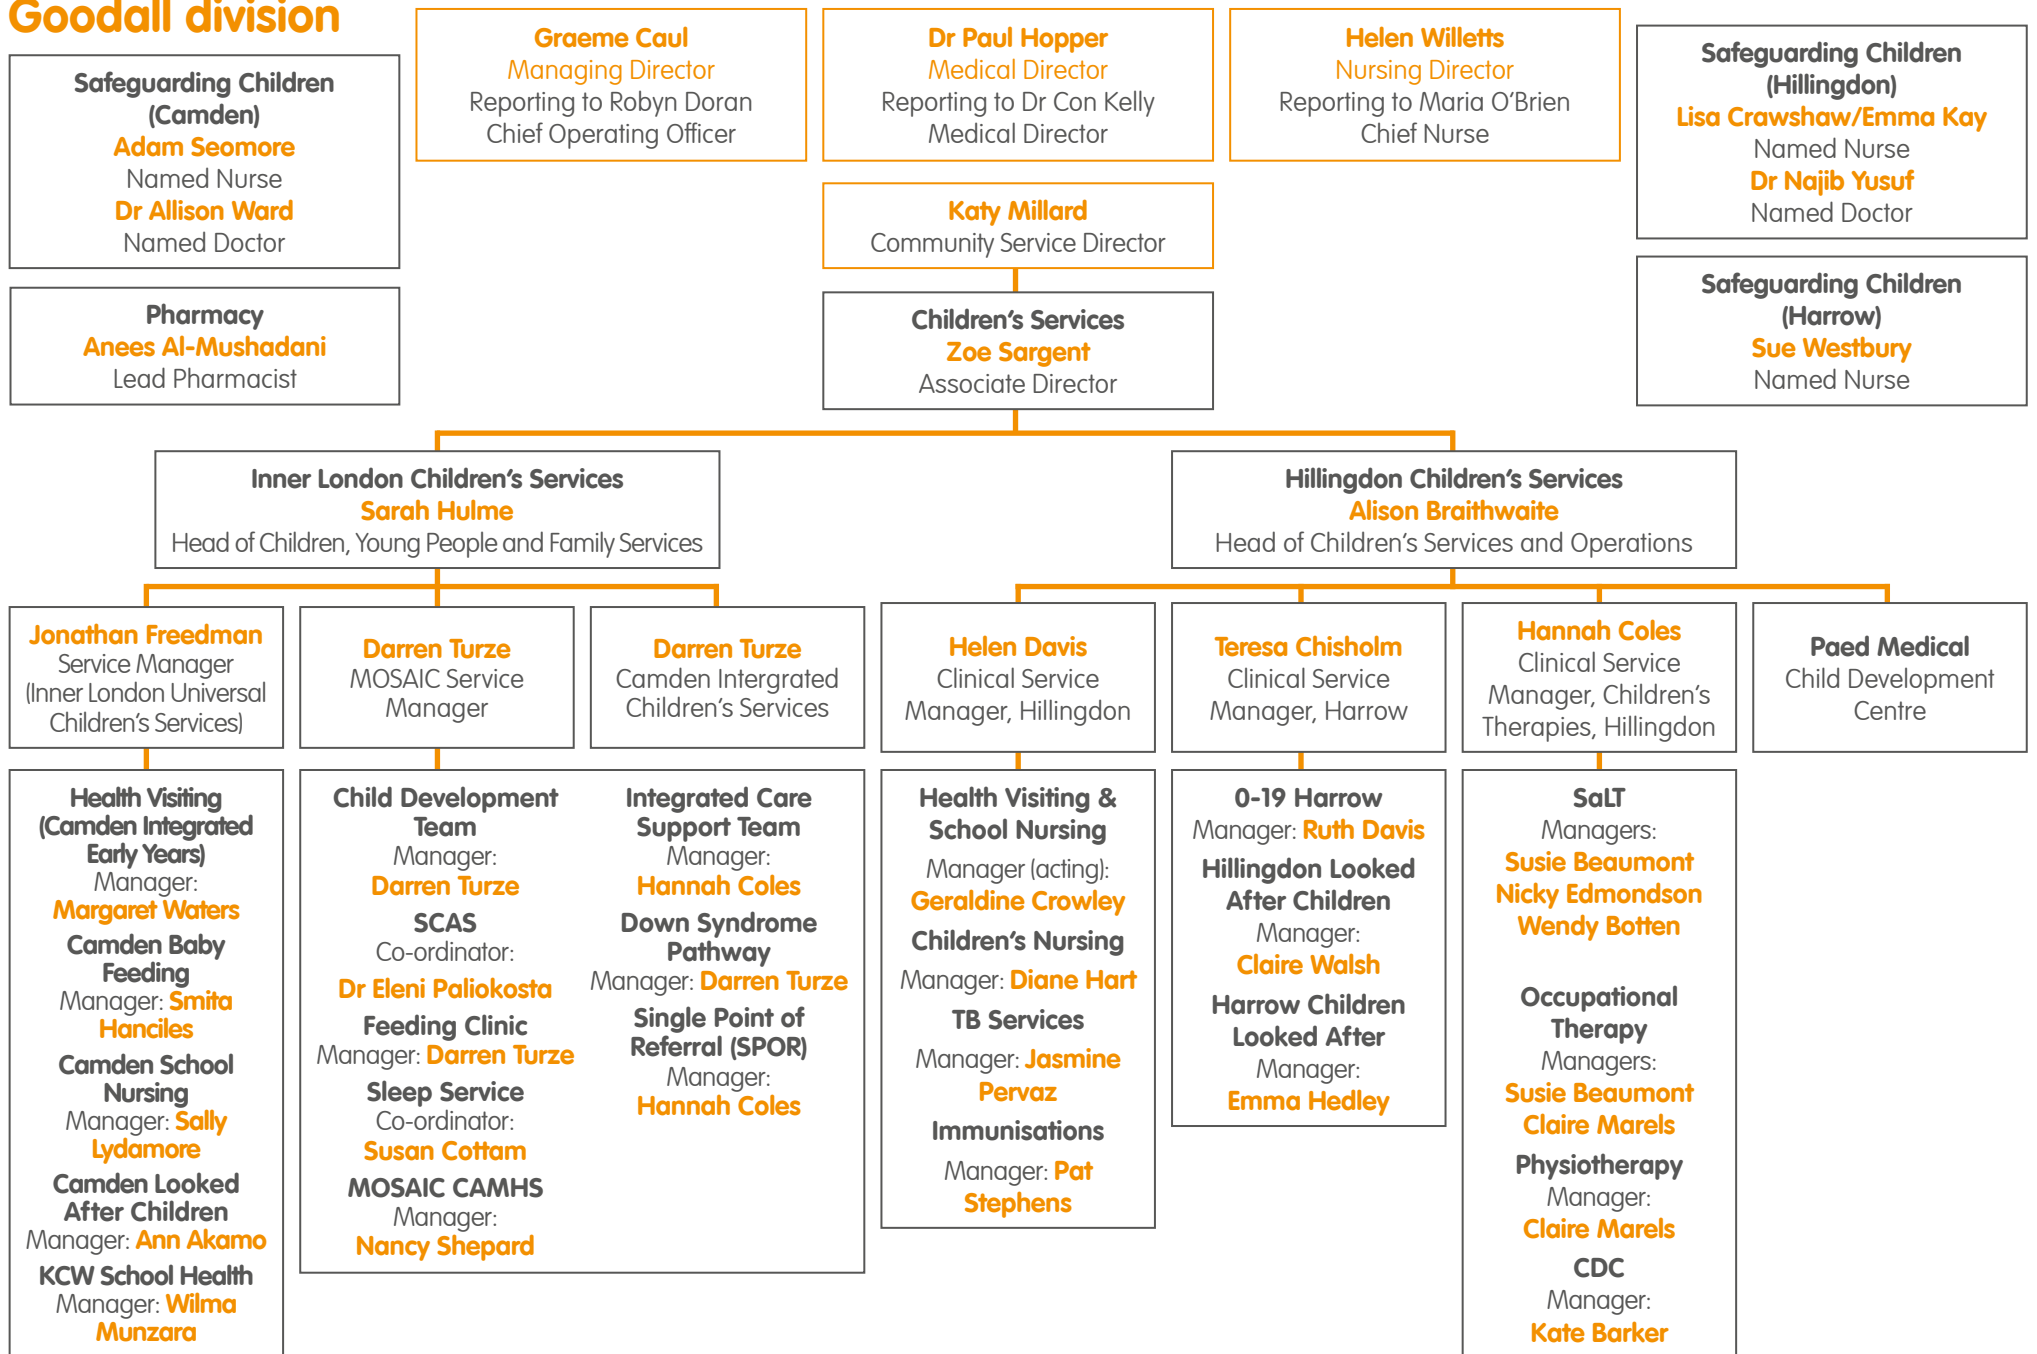 Goodall division
Graeme Caul
Managing Director
Reporting to Robyn Doran
Chief Operating Officer
Dr Paul Hopper
Medical Director
Reporting to Dr Con Kelly
Medical Director
Helen Willetts
Nursing Director
Reporting to Maria O’Brien
Chief Nurse
Safeguarding Children
(Camden)
Adam Seomore
Named Nurse
Dr Allison Ward
Named Doctor
Safeguarding Children
(Hillingdon)
Lisa Crawshaw/Emma Kay
Named Nurse
Dr Najib Yusuf
Named Doctor
Katy Millard
Community Service Director
Pharmacy
Anees Al-Mushadani
Lead Pharmacist
Children’s Services
Zoe Sargent
Associate Director
Safeguarding Children
(Harrow)
Sue Westbury
Named Nurse
Inner London Children’s Services
Sarah Hulme
Head of Children, Young People and Family Services
Hillingdon Children’s Services
Alison Braithwaite
Head of Children’s Services and Operations
Jonathan Freedman
Service Manager
(Inner London Universal
Children’s Services)
Darren Turze
MOSAIC Service
Manager
Darren Turze
Camden Intergrated
Children’s Services
Helen Davis
Clinical Service
Manager, Hillingdon
Teresa Chisholm
Clinical Service
Manager, Harrow
Hannah Coles
Clinical Service
Manager, Children’s
Therapies, Hillingdon
Paed Medical
Child Development
Centre
Health Visiting
(Camden Integrated
Early Years)
Manager:
Margaret Waters
Camden Baby
Feeding
Manager: Smita
Hanciles
Camden School
Nursing
Manager: Sally
Lydamore
Camden Looked
After Children
Manager: Ann Akamo
KCW School Health
Manager: Wilma
Munzara
Child Development
Team
Manager:
Darren Turze
SCAS
Co-ordinator:
Dr Eleni Paliokosta
Feeding Clinic
Manager: Darren Turze
Sleep Service
Co-ordinator:
Susan Cottam
MOSAIC CAMHS
Manager:
Nancy Shepard
Integrated Care
Support Team
Manager:
Hannah Coles
Down Syndrome
Pathway
Manager: Darren Turze
Single Point of
Referral (SPOR)
Manager:
Hannah Coles
Health Visiting &
School Nursing
Manager (acting):
Geraldine Crowley
Children’s Nursing
Manager: Diane Hart
TB Services
Manager: Jasmine
Pervaz
Immunisations
Manager: Pat
Stephens
0-19 Harrow
Manager: Ruth Davis
Hillingdon Looked
After Children
Manager:
Claire Walsh
Harrow Children
Looked After
Manager:
Emma Hedley
SaLT
Managers:
Susie Beaumont
Nicky Edmondson
Wendy Botten
Occupational
Therapy
Managers:
Susie Beaumont
Claire Marels
Physiotherapy
Manager:
Claire Marels
CDC
Manager:
Kate Barker